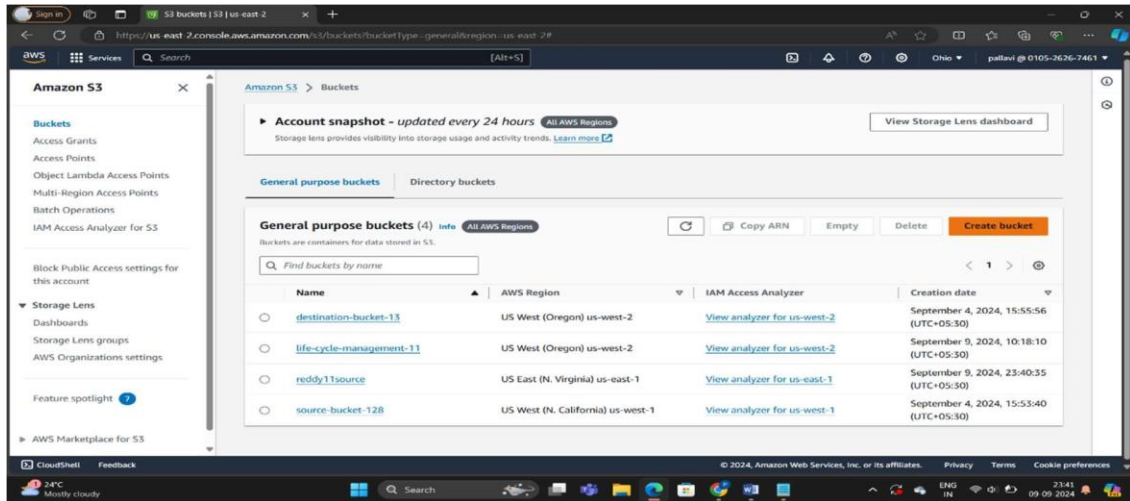 Sign in
S3 buckets | S3 | us-east-2
https://us-east-2.console.aws.amazon.com/s3/buckets?bucketType=general&region=us-east-2#
aws Services Search [Alt+S] Ohio pallavi @ 0105-2626-7461
Amazon S3
Buckets
Access Grants
Access Points
Object Lambda Access Points
Multi-Region Access Points
Batch Operations
IAM Access Analyzer for S3
Block Public Access settings for
this account
Storage Lens
Dashboards
Storage Lens groups
AWS Organizations settings
Feature spotlight 7
AWS Marketplace for S3
Amazon S3 > Buckets
Account snapshot - updated every 24 hours All AWS Regions
Storage lens provides visibility into storage usage and activity trends. Learn more
View Storage Lens dashboard
General purpose buckets Directory buckets
General purpose buckets (4) Info All AWS Regions
Buckets are containers for data stored in S3.
Copy ARN Empty Delete Create bucket
Find buckets by name
1
Name AWS Region IAM Access Analyzer Creation date
destination-bucket-13 US West (Oregon) us-west-2 View analyzer for us-west-2 September 4, 2024, 15:55:56
(UTC+05:30)
life-cycle-management-11 US West (Oregon) us-west-2 View analyzer for us-west-2 September 9, 2024, 10:18:10
(UTC+05:30)
reddy11source US East (N. Virginia) us-east-1 View analyzer for us-east-1 September 9, 2024, 23:40:35
(UTC+05:30)
source-bucket-128 US West (N. California) us-west-1 View analyzer for us-west-1 September 4, 2024, 15:53:40
(UTC+05:30)
CloudShell Feedback © 2024, Amazon Web Services, Inc. or its affiliates. Privacy Terms Cookie preferences
24°C
Mostly cloudy
Search
ENG
IN
23:41
09-09-2024